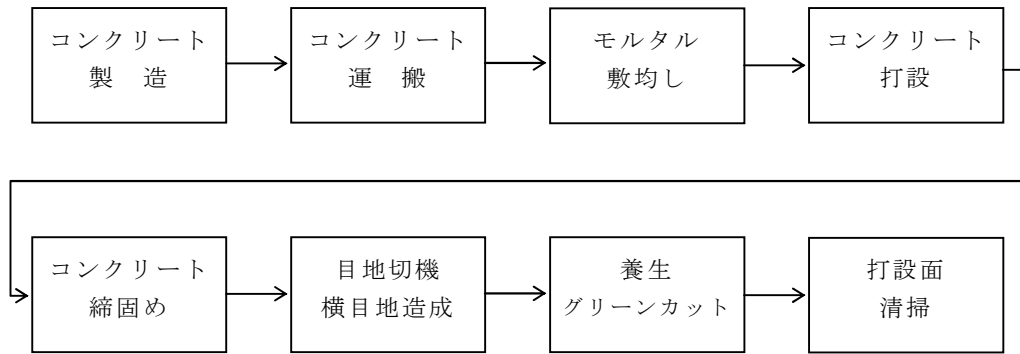 コンクリート
製　造
コンクリート
運　搬
モルタル
敷均し
コンクリート
打設
コンクリート
締固め
目地切機
横目地造成
養生
グリーンカット
打設面
清掃